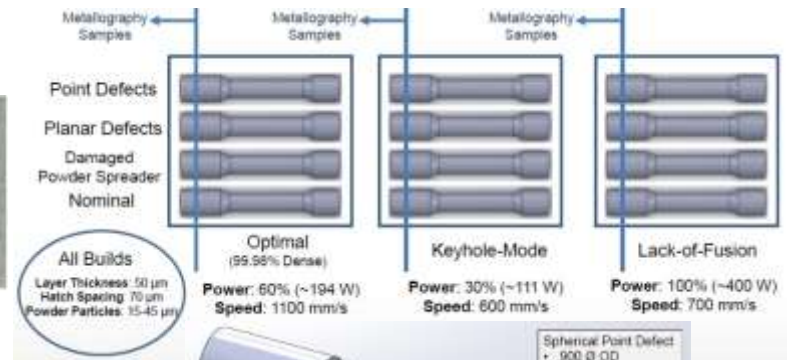 Metallography
Samples
Metallography
Samples
Metallography
Samples
Point Defects
Planar Defects
Damaged
Powder Spreader
Nominal
All Builds
Layer Thickness: 50 µm
Hatch Spacing: 70 µm
Powder Particles: 15-45 µm
Optimal
(99.98% Dense)
Power: 60% (~194 W)
Speed: 1100 mm/s
Keyhole-Mode
Power: 30% (~111 W)
Speed: 600 mm/s
Lack-of-Fusion
Power: 100% (~400 W)
Speed: 700 mm/s
Spherical Point Defect
• 900 Ø OD